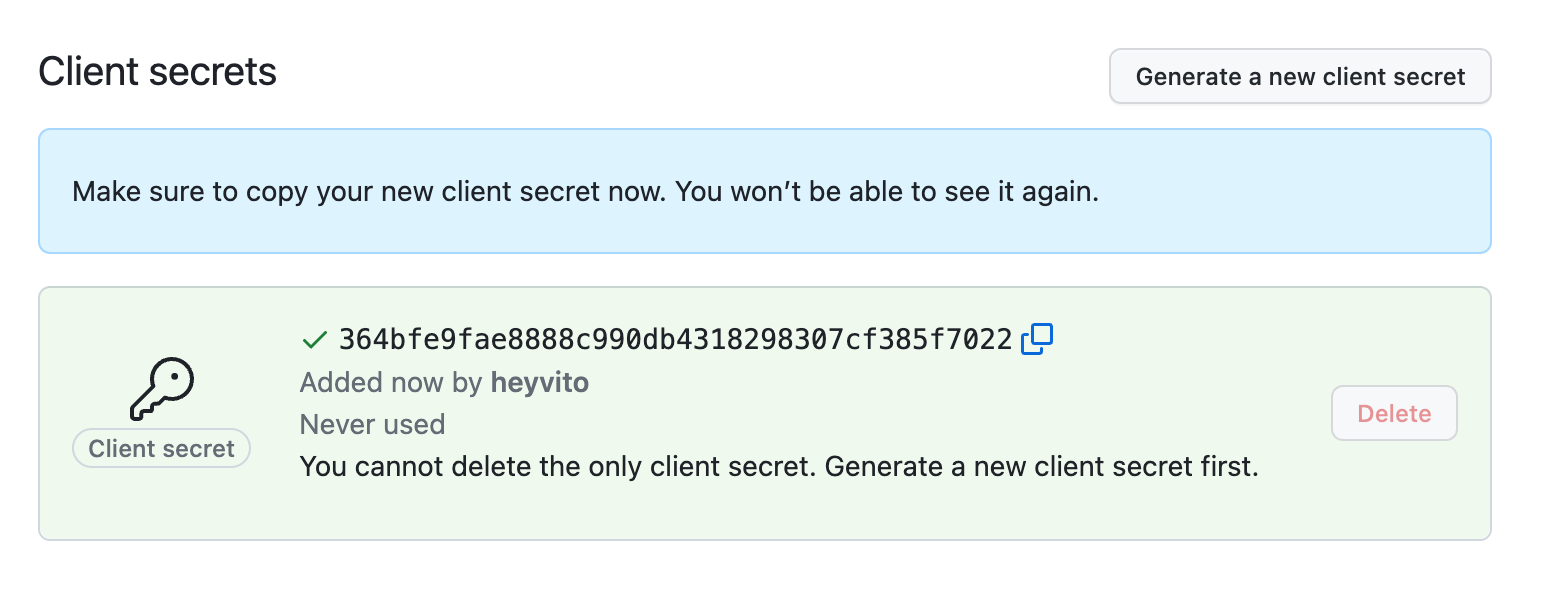 Client secrets
Generate a new client secret
Make sure to copy your new client secret now. You won’t be able to see it again.
364bfe9fae8888c990db4318298307cf385f7022
Added now by heyvito
Never used
Client secret
Delete
You cannot delete the only client secret. Generate a new client secret first.